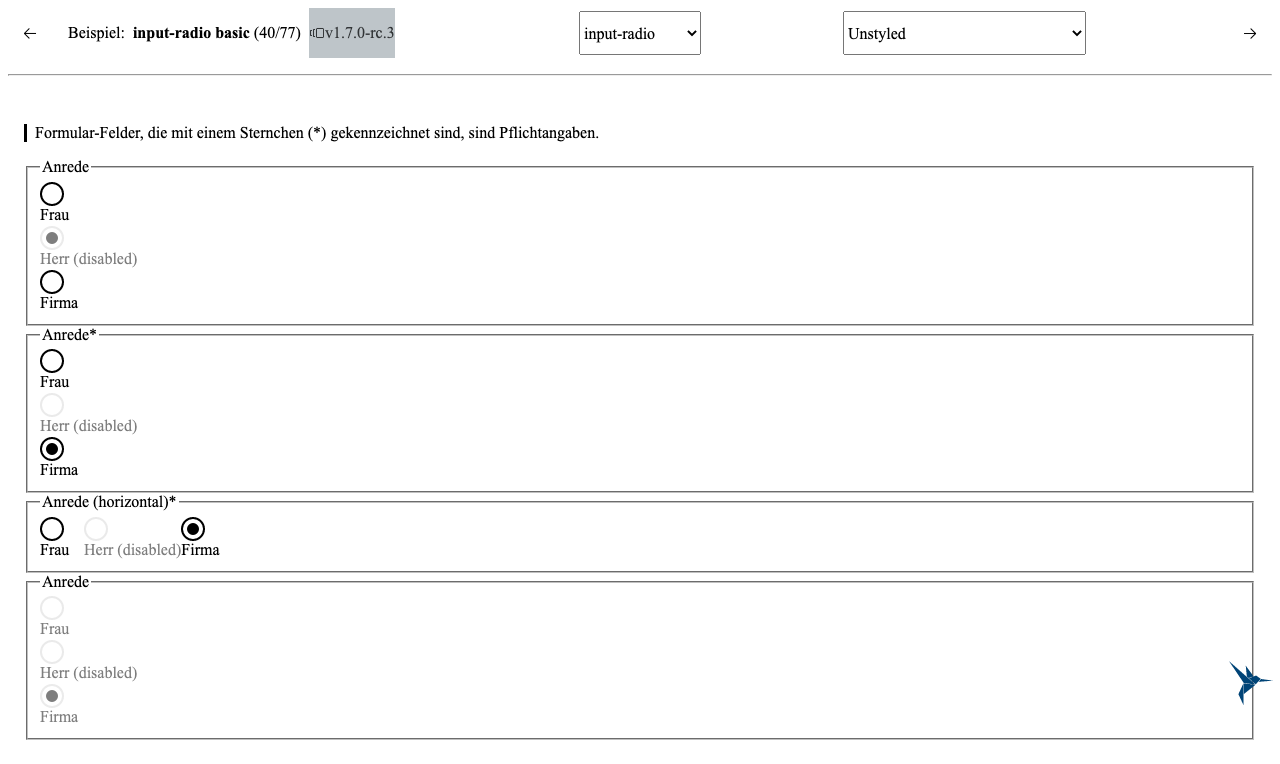 ← Beispiel: input-radio basic (40/77) v1.7.0-rc.3 input-radio Unstyled →
Formular-Felder, die mit einem Sternchen (*) gekennzeichnet sind, sind Pflichtangaben.
Anrede
Frau
Herr (disabled)
Firma
Anrede*
Frau
Herr (disabled)
Firma
Anrede (horizontal)*
Frau Herr (disabled) Firma
Anrede
Frau
Herr (disabled)
Firma